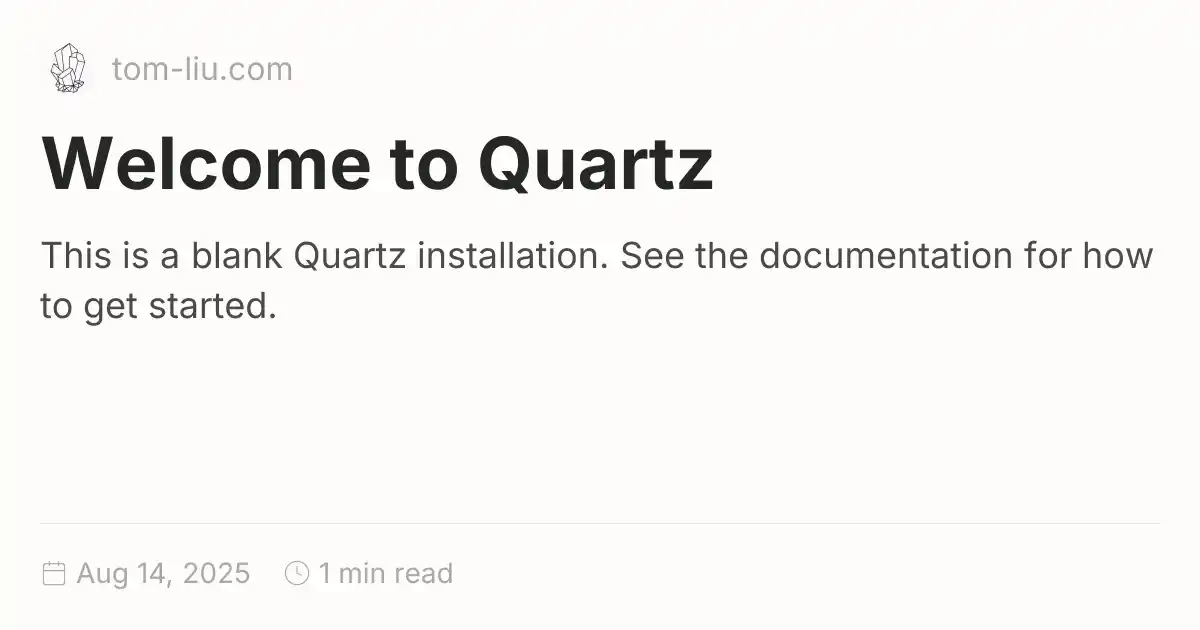 tom-liu.com
Welcome to Quartz
This is a blank Quartz installation. See the documentation for how
to get started.
Aug 14, 2025 1 min read